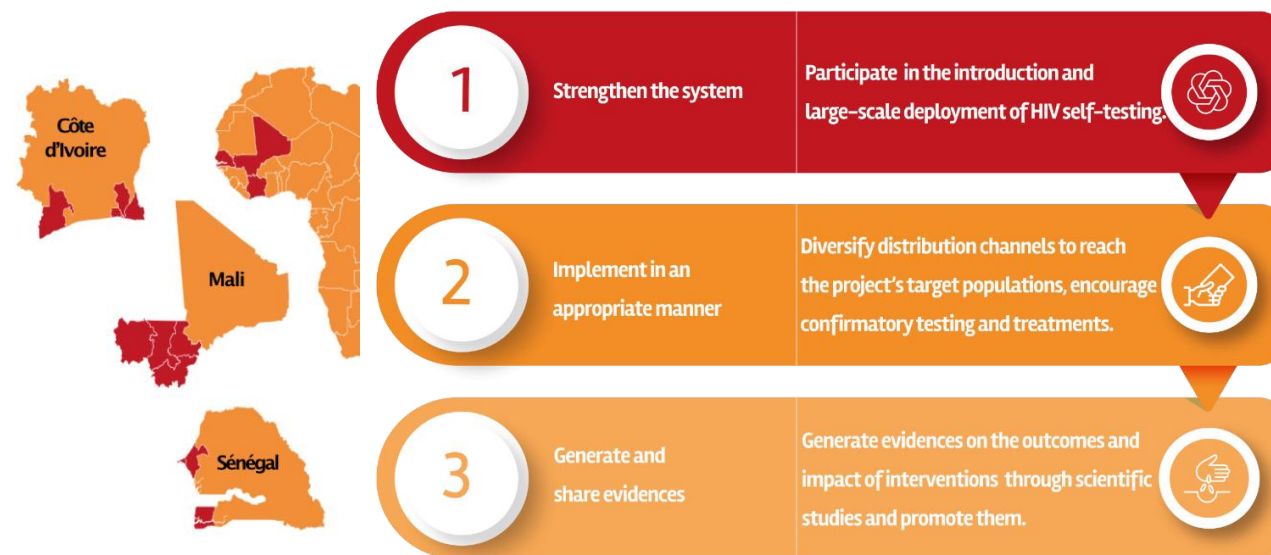 Côte
d'Ivoire
Mali
Sénégal
1
Strengthen the system
Participate in the introduction and
large-scale deployment of HIV self-testing.
2
Implement in an
appropriate manner
Diversify distribution channels to reach
the project's target populations, encourage
confirmatory testing and treatments.
3
Generate and
share evidences
Generate evidences on the outcomes and
impact of interventions through scientific
studies and promote them.